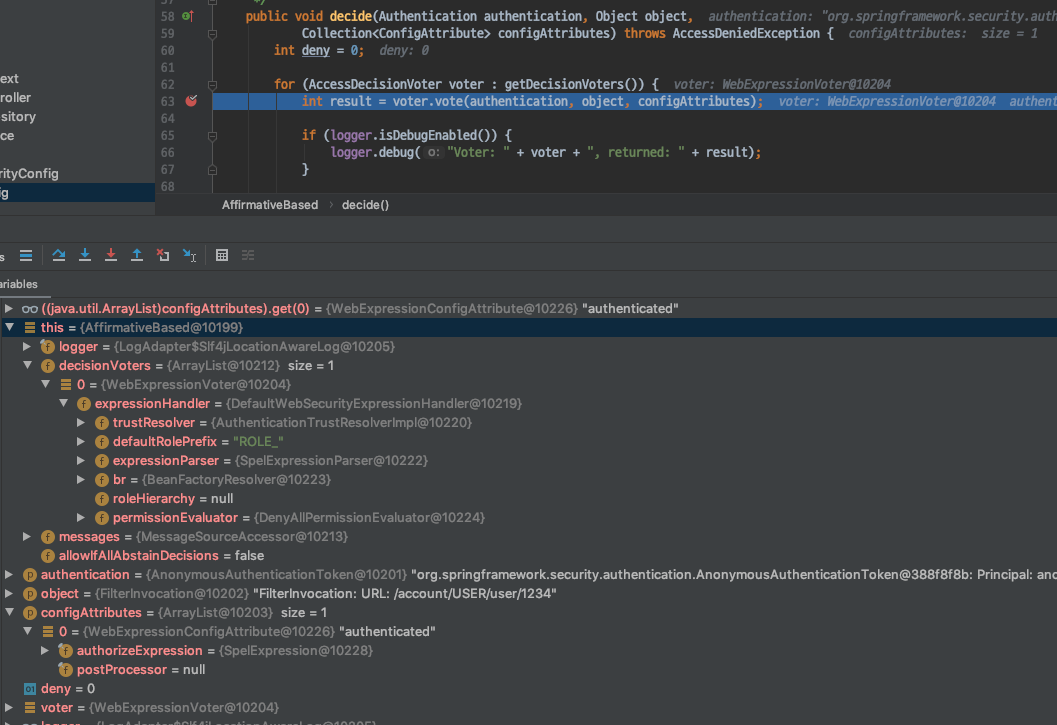 57 */
58 public void decide(Authentication authentication, Object object, authentication: "org.springframework.security.auth
59 Collection<ConfigAttribute> configAttributes) throws AccessDeniedException { configAttributes: size = 1
60 int deny = 0; deny: 0
61
62 for (AccessDecisionVoter voter : getDecisionVoters()) { voter: WebExpressionVoter@10204
63 int result = voter.vote(authentication, object, configAttributes); voter: WebExpressionVoter@10204 authent
64
65 if (logger.isDebugEnabled()) {
66 logger.debug( o: "Voter: " + voter + ", returned: " + result);
67 }
68
ext
roller
sitory
ce
rityConfig
ig
AffirmativeBased › decide()
s
ariables
((java.util.ArrayList)configAttributes).get(0) = {WebExpressionConfigAttribute@10226} "authenticated"
this = {AffirmativeBased@10199}
logger = {LogAdapter$Slf4jLocationAwareLog@10205}
decisionVoters = {ArrayList@10212} size = 1
0 = {WebExpressionVoter@10204}
expressionHandler = {DefaultWebSecurityExpressionHandler@10219}
trustResolver = {AuthenticationTrustResolverImpl@10220}
defaultRolePrefix = "ROLE_"
expressionParser = {SpelExpressionParser@10222}
br = {BeanFactoryResolver@10223}
roleHierarchy = null
permissionEvaluator = {DenyAllPermissionEvaluator@10224}
messages = {MessageSourceAccessor@10213}
allowIfAllAbstainDecisions = false
authentication = {AnonymousAuthenticationToken@10201} "org.springframework.security.authentication.AnonymousAuthenticationToken@388f8f8b: Principal: ano
object = {FilterInvocation@10202} "FilterInvocation: URL: /account/USER/user/1234"
configAttributes = {ArrayList@10203} size = 1
0 = {WebExpressionConfigAttribute@10226} "authenticated"
authorizeExpression = {SpelExpression@10228}
postProcessor = null
deny = 0
voter = {WebExpressionVoter@10204}
logger = {LogAdapter$Slf4jLocationAwareLog@10205}